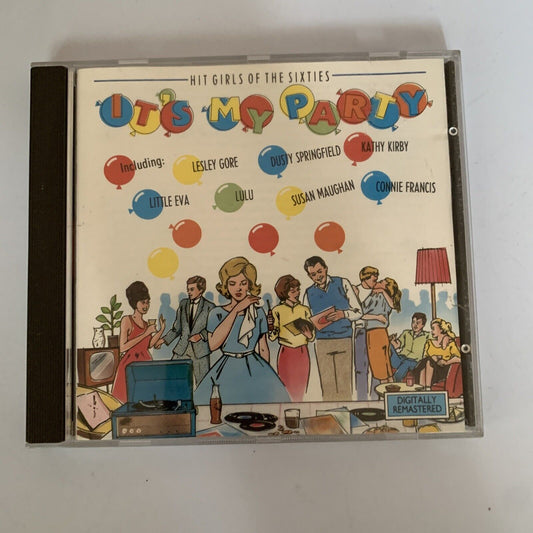 HIT GIRLS OF THE SIXTIES
IT'S MY PARTY
Including:
LESLEY GORE
DUSTY SPRINGFIELD
KATHY KIRBY
LITTLE EVA
LULU
SUSAN MAUGHAN
CONNIE FRANCIS
DIGITALLY
REMASTERED